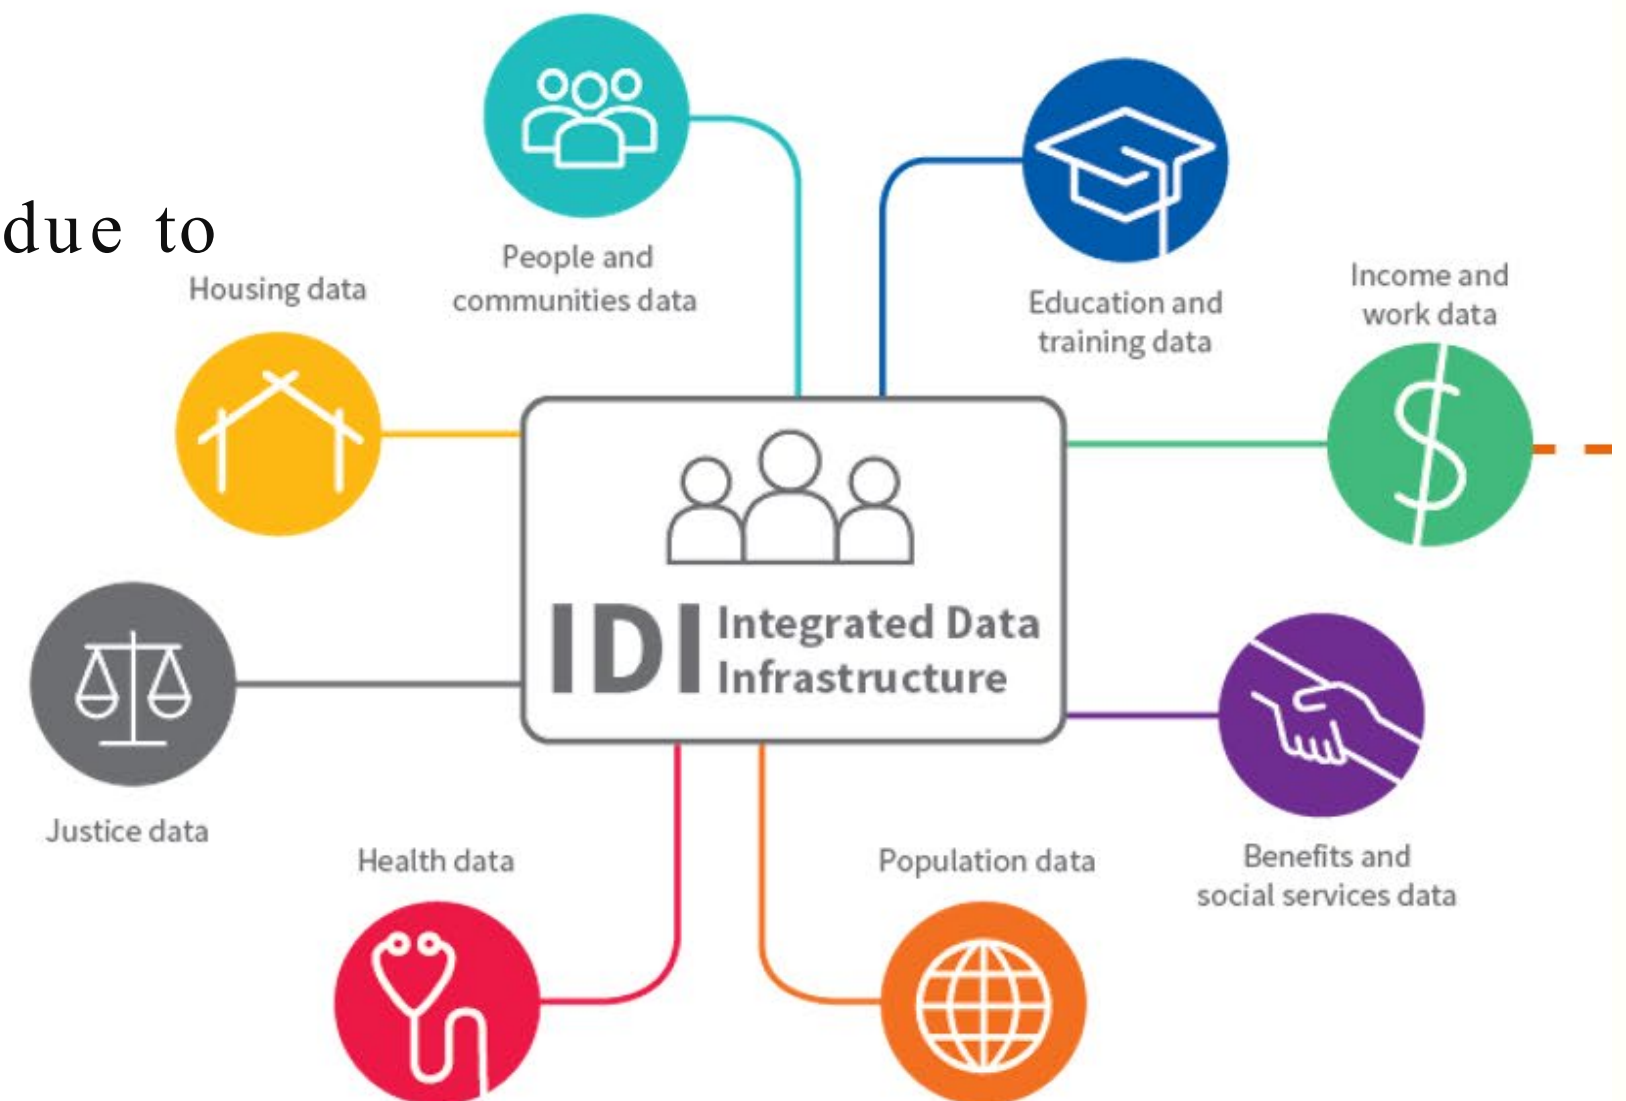 due to
Housing data
People and
communities data
Education and
training data
Income and
work data
IDI Integrated Data
Infrastructure
Justice data
Health data
Population data
Benefits and
social services data